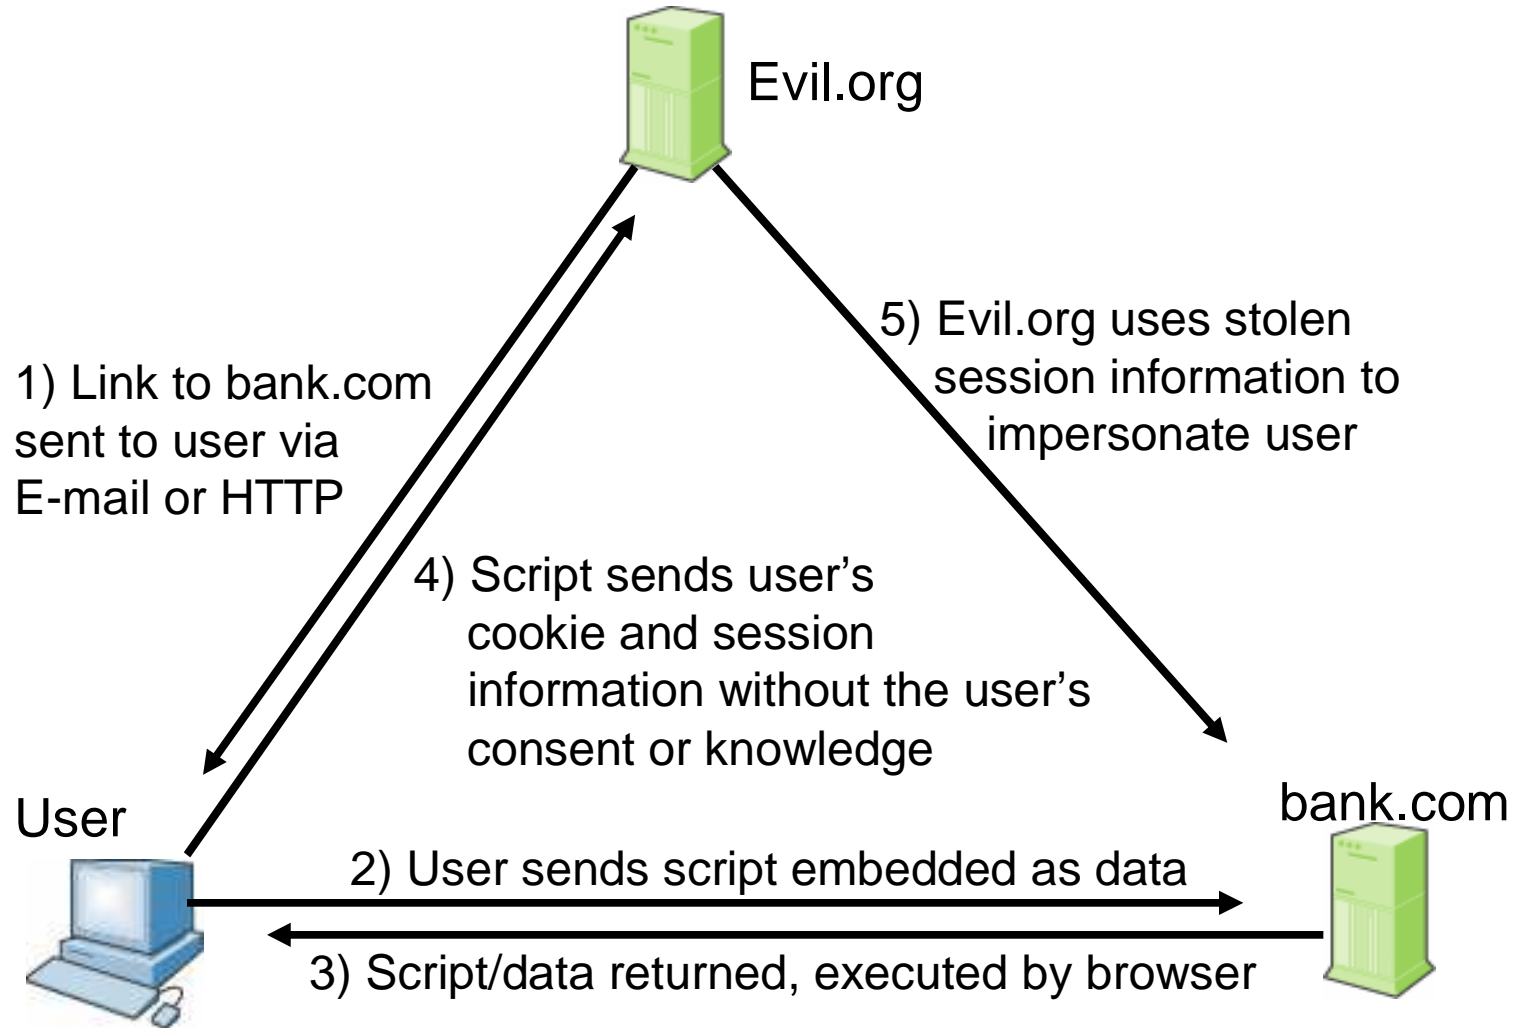 Evil.org
5) Evil.org uses stolen
session information to
impersonate user
1) Link to bank.com
sent to user via
E-mail or HTTP
4) Script sends user’s
cookie and session
information without the user’s
consent or knowledge
User
bank.com
2) User sends script embedded as data
3) Script/data returned, executed by browser